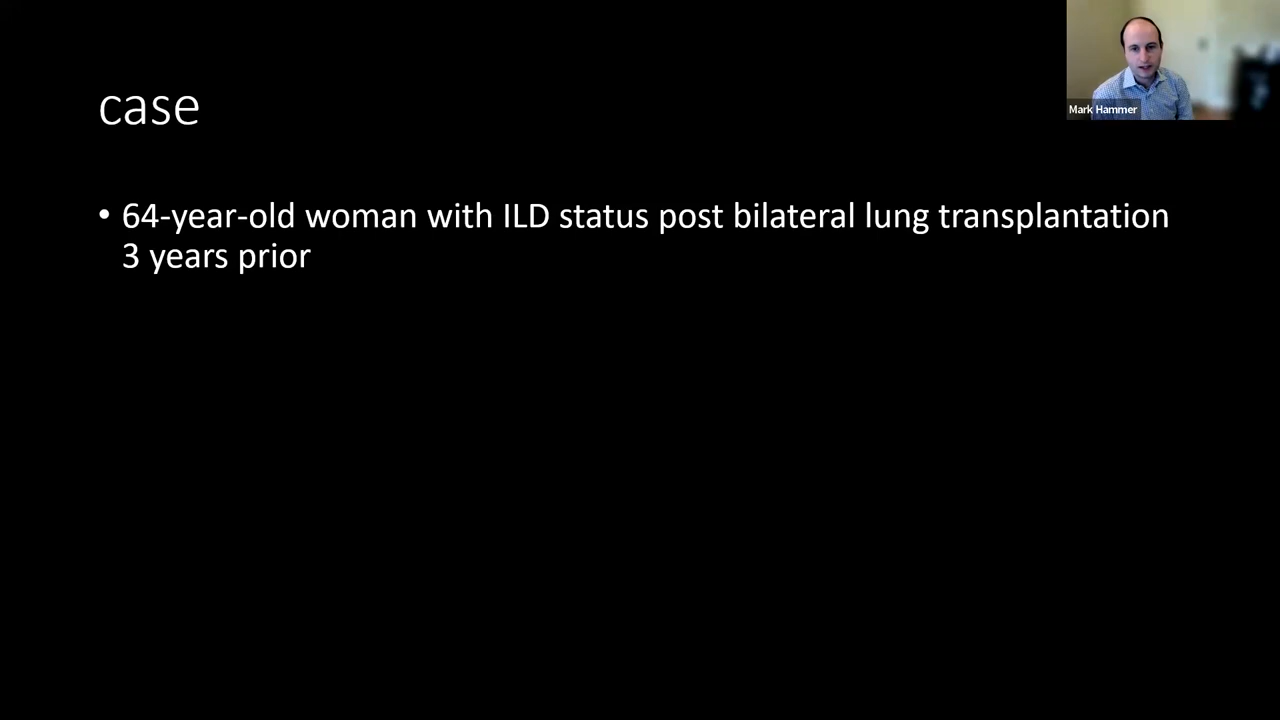 case
Mark Hammer
• 64-year-old woman with ILD status post bilateral lung transplantation
3 years prior